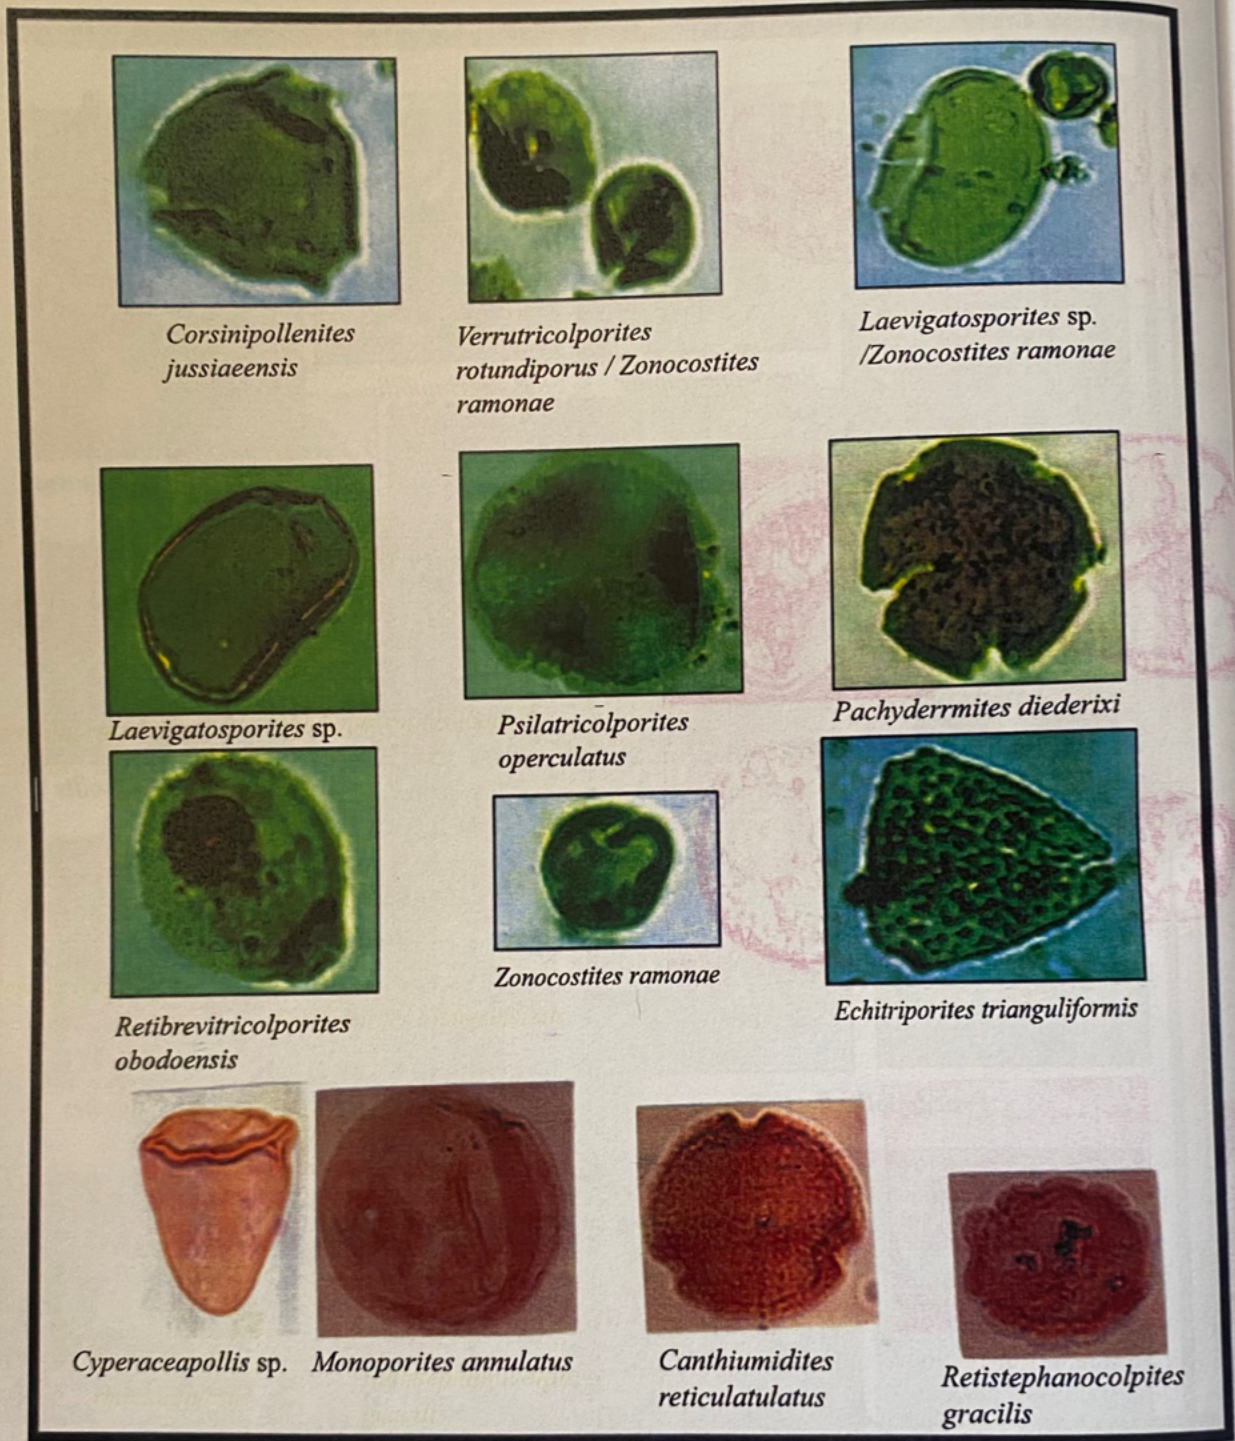 Corsinipollenites
jussiaeensis
Verrutricolporites
rotundiporus / Zonocostites
ramonae
Laevigatosporites sp.
/Zonocostites ramonae
Laevigatosporites sp.
Psilatricolporites
operculatus
Pachyderrmites diederixi
Retibrevitricolporites
obodoensis
Zonocostites ramonae
Echitriporites trianguliformis
Cyperaceapollis sp.
Monoporites annulatus
Canthiumidites
reticulatulatus
Retistephanocolpites
gracilis